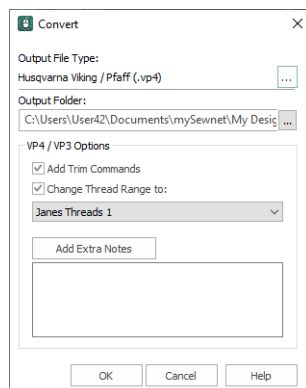 Convert
Output File Type:
Husqvarna Viking / Pfaff (.vp4)
...
Output Folder:
C:\Users\User42\Documents\mySewnet\My Desig
...
VP4 / VP3 Options
Add Trim Commands
Change Thread Range to:
Janes Threads 1
Add Extra Notes
OK Cancel Help